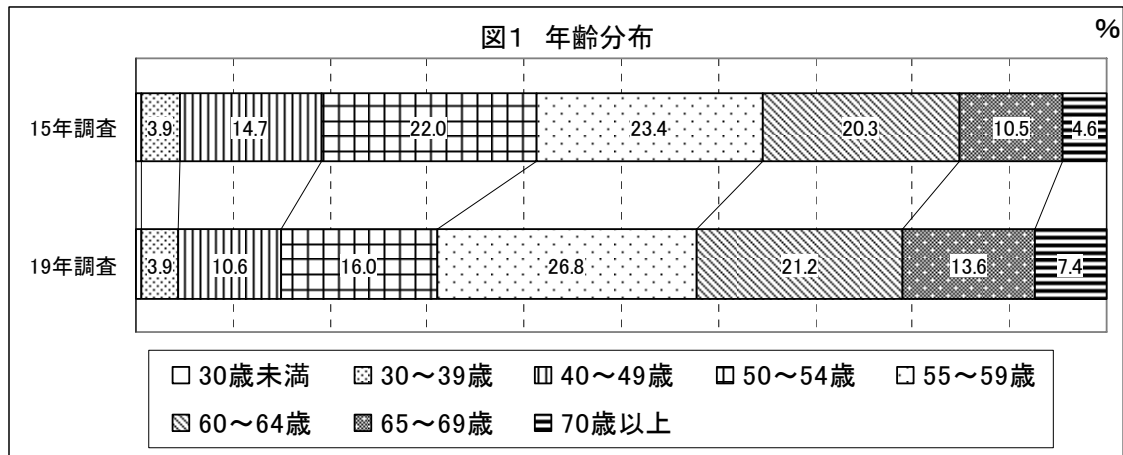 図1 年齢分布
%
15年調査 3.9 14.7 22.0 23.4 20.3 10.5 4.6
19年調査 3.9 10.6 16.0 26.8 21.2 13.6 7.4
30歳未満 30～39歳 40～49歳 50～54歳 55～59歳
60～64歳 65～69歳 70歳以上